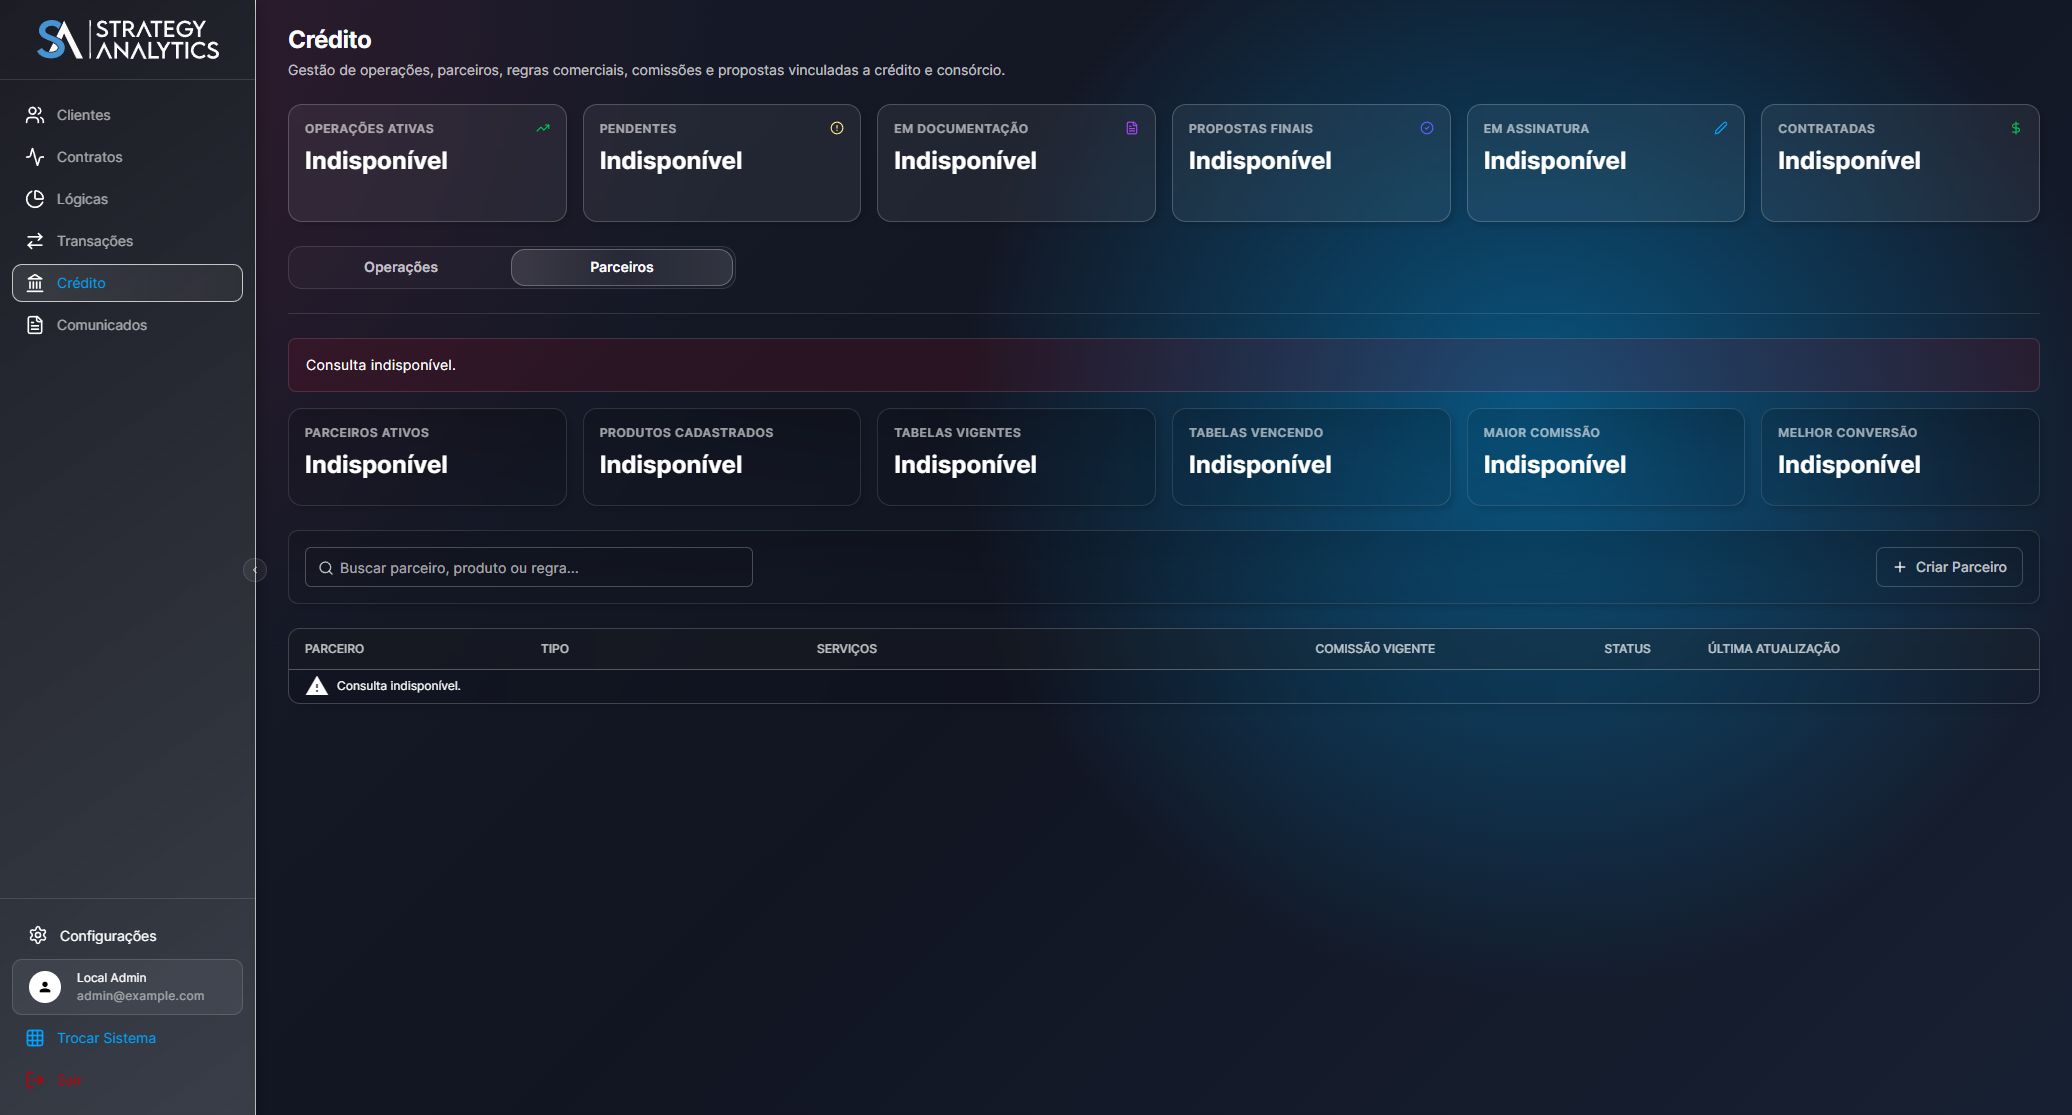 STRATEGY
ANALYTICS
Clientes
Contratos
Lógicas
Transações
Crédito
Comunicados
Configurações
Local Admin
admin@example.com
Trocar Sistema
Sair
Crédito
Gestão de operações, parceiros, regras comerciais, comissões e propostas vinculadas a crédito e consórcio.
OPERAÇÕES ATIVAS
Indisponível
PENDENTES
Indisponível
EM DOCUMENTAÇÃO
Indisponível
PROPOSTAS FINAIS
Indisponível
EM ASSINATURA
Indisponível
CONTRATADAS
Indisponível
Operações
Parceiros
Consulta indisponível.
PARCEIROS ATIVOS
Indisponível
PRODUTOS CADASTRADOS
Indisponível
TABELAS VIGENTES
Indisponível
TABELAS VENCENDO
Indisponível
MAIOR COMISSÃO
Indisponível
MELHOR CONVERSÃO
Indisponível
Buscar parceiro, produto ou regra...
Criar Parceiro
PARCEIRO TIPO SERVIÇOS COMISSÃO VIGENTE STATUS ÚLTIMA ATUALIZAÇÃO
Consulta indisponível.